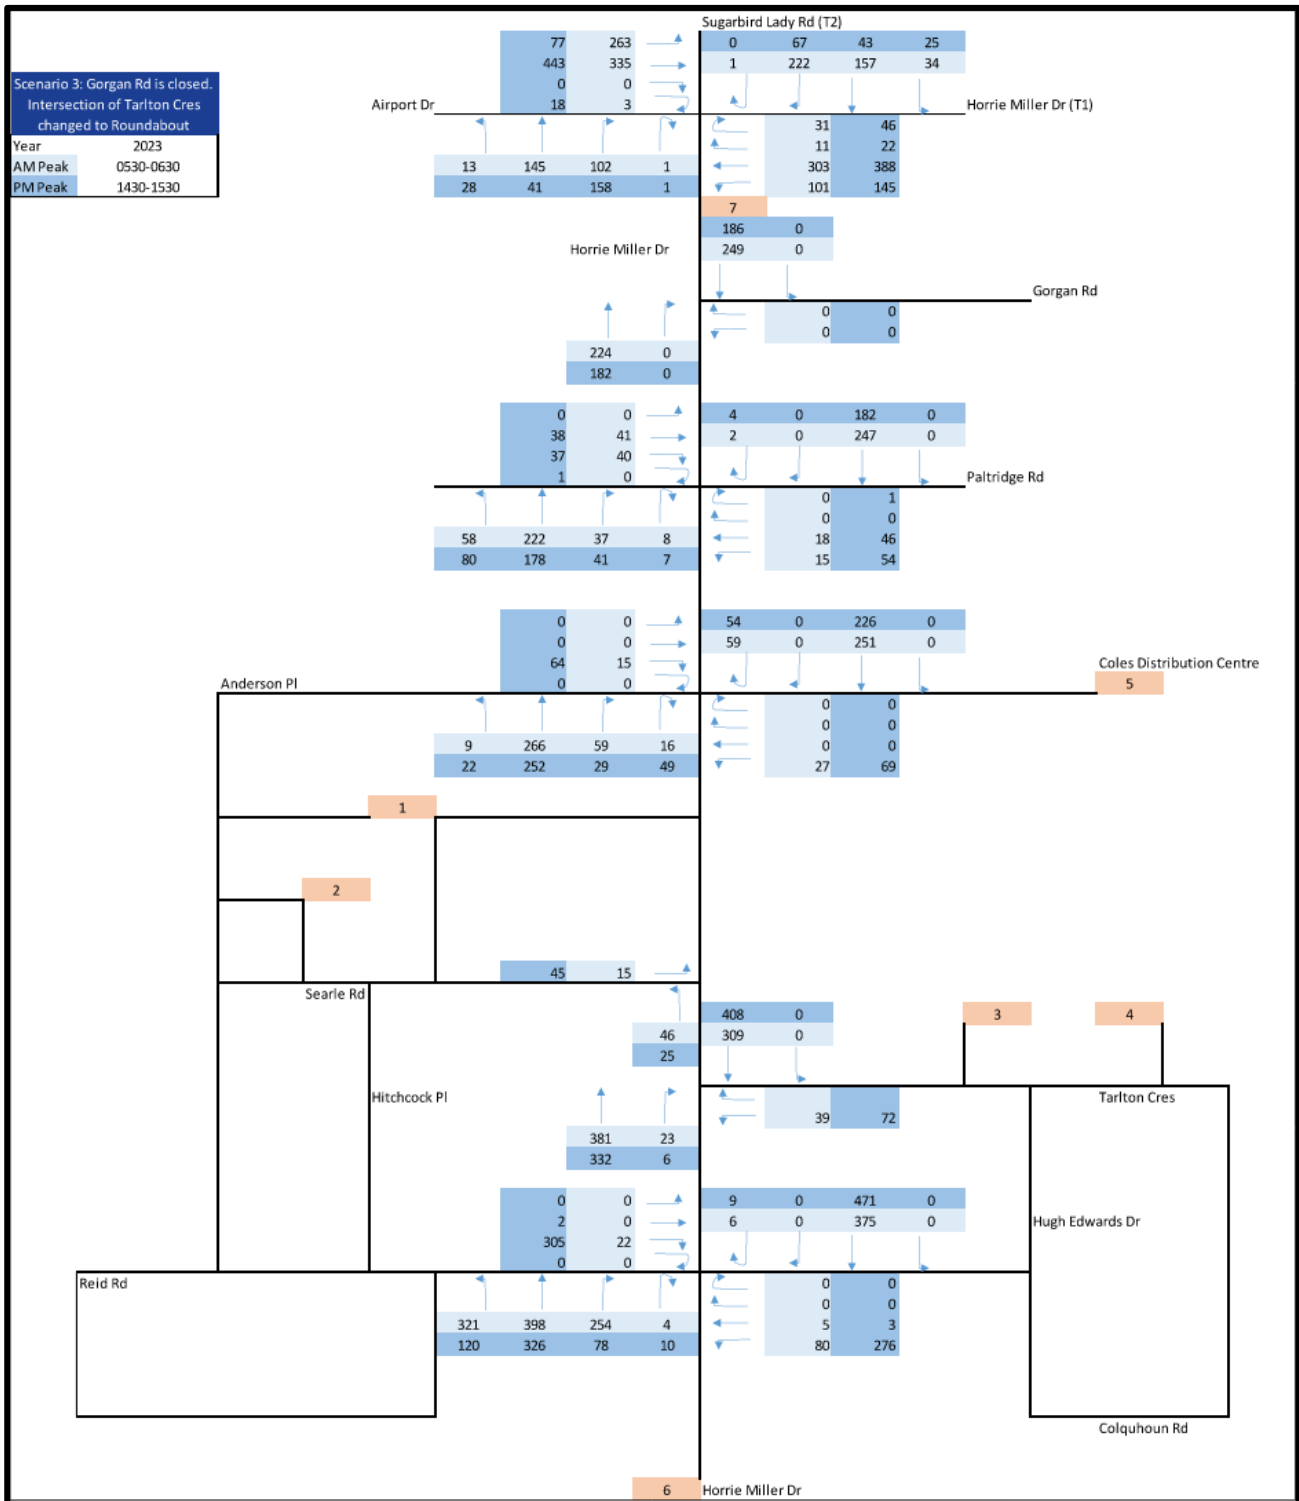 Sugarbird Lady Rd (T2)
77 263 0 67 43 25
443 335 1 222 157 34
0 0
18 3
Scenario 3: Gorgan Rd is closed.
Intersection of Tarlton Cres
changed to Roundabout
Year 2023
AM Peak 0530-0630
PM Peak 1430-1530
Airport Dr
Horrie Miller Dr (T1)
31 46
11 22
13 145 102 1 303 388
28 41 158 1 101 145
7
186 0
Horrie Miller Dr 249 0
Gorgan Rd
0 0
0 0
224 0
182 0
0 0 4 0 182 0
38 41 2 0 247 0
37 40
1 0
Paltridge Rd
0 1
0 0
58 222 37 8 18 46
80 178 41 7 15 54
0 0 54 0 226 0
0 0 59 0 251 0
64 15
0 0
Coles Distribution Centre
Anderson Pl 5
0 0
0 0
9 266 59 16 0 0
22 252 29 49 27 69
1
2
45 15
Searle Rd
408 0 3 4
46 309 0
25
Hitchcock Pl
Tarlton Cres
39 72
381 23
332 6
0 0 9 0 471 0
2 0 6 0 375 0
305 22
0 0
Hugh Edwards Dr
Reid Rd
0 0
0 0
321 398 254 4 5 3
120 326 78 10 80 276
Colquhoun Rd
6 Horrie Miller Dr